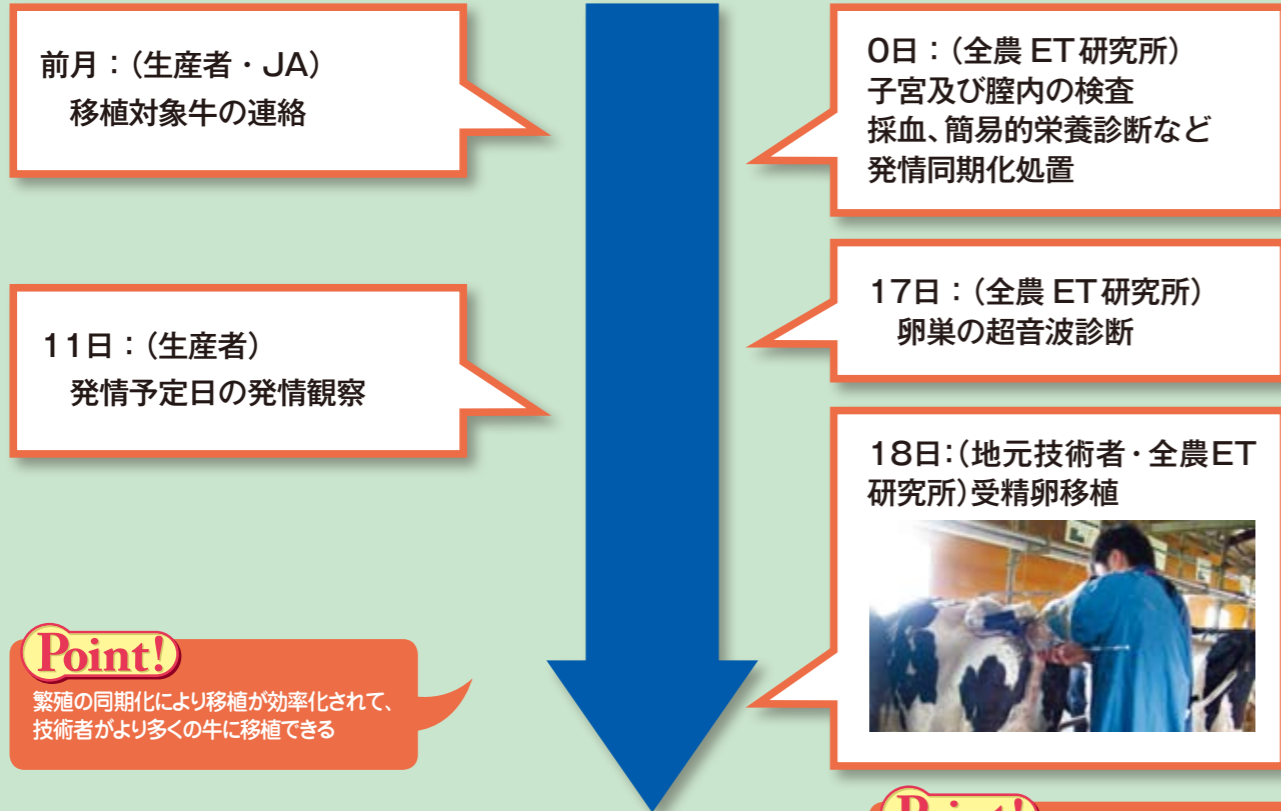 前月：（生産者・JA）
移植対象牛の連絡
0日：（全農 ET研究所）
子宮及び膣内の検査
採血、簡易的栄養診断など
発情同期化処置
11日：（生産者）
発情予定日の発情観察
17日：（全農 ET研究所）
卵巣の超音波診断
18日：（地元技術者・全農ET
研究所）受精卵移植
Point!
繁殖の同期化により移植が効率化されて、
技術者がより多くの牛に移植できる
Point!